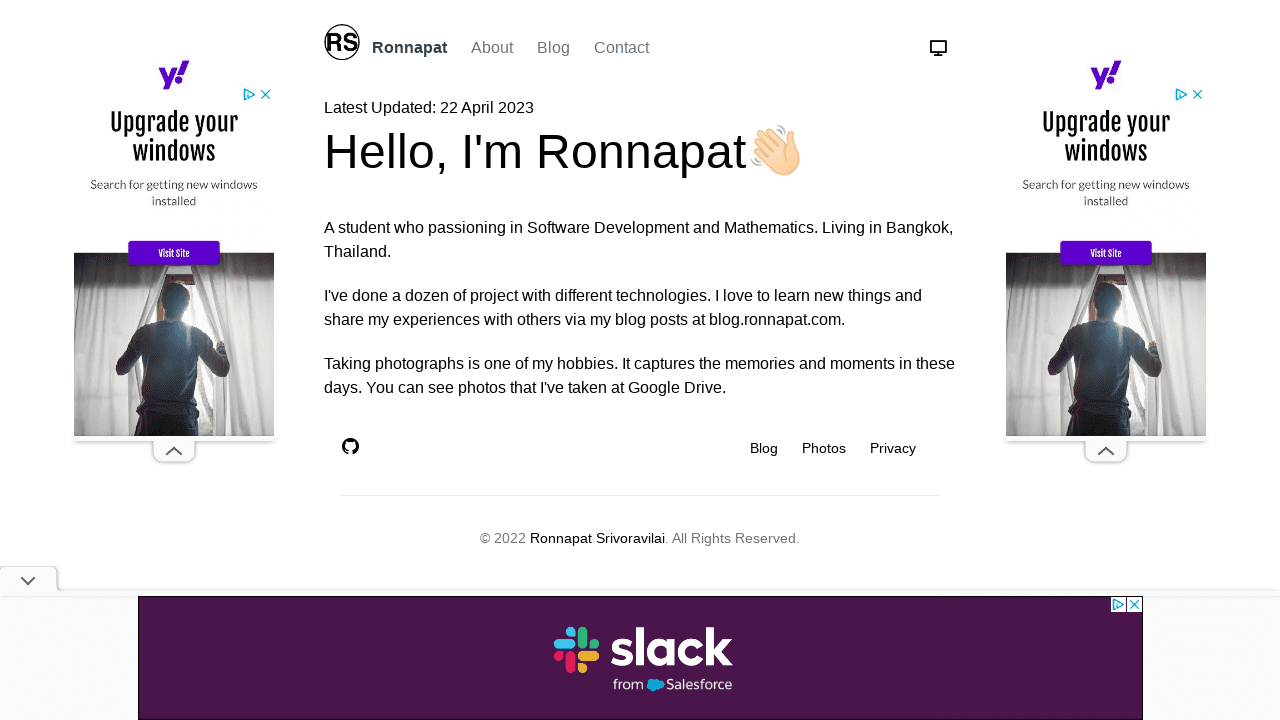 RS Ronnapat About Blog Contact
Latest Updated: 22 April 2023
Hello, I'm Ronnapat
A student who passioning in Software Development and Mathematics. Living in Bangkok,
Thailand.
I've done a dozen of project with different technologies. I love to learn new things and
share my experiences with others via my blog posts at blog.ronnapat.com.
Taking photographs is one of my hobbies. It captures the memories and moments in these
days. You can see photos that I've taken at Google Drive.
Blog Photos Privacy
© 2022 Ronnapat Srivoravilai. All Rights Reserved.
y!
Upgrade your
windows
Search for getting new windows
installed
Visit Site
y!
Upgrade your
windows
Search for getting new windows
installed
Visit Site
slack
from Salesforce